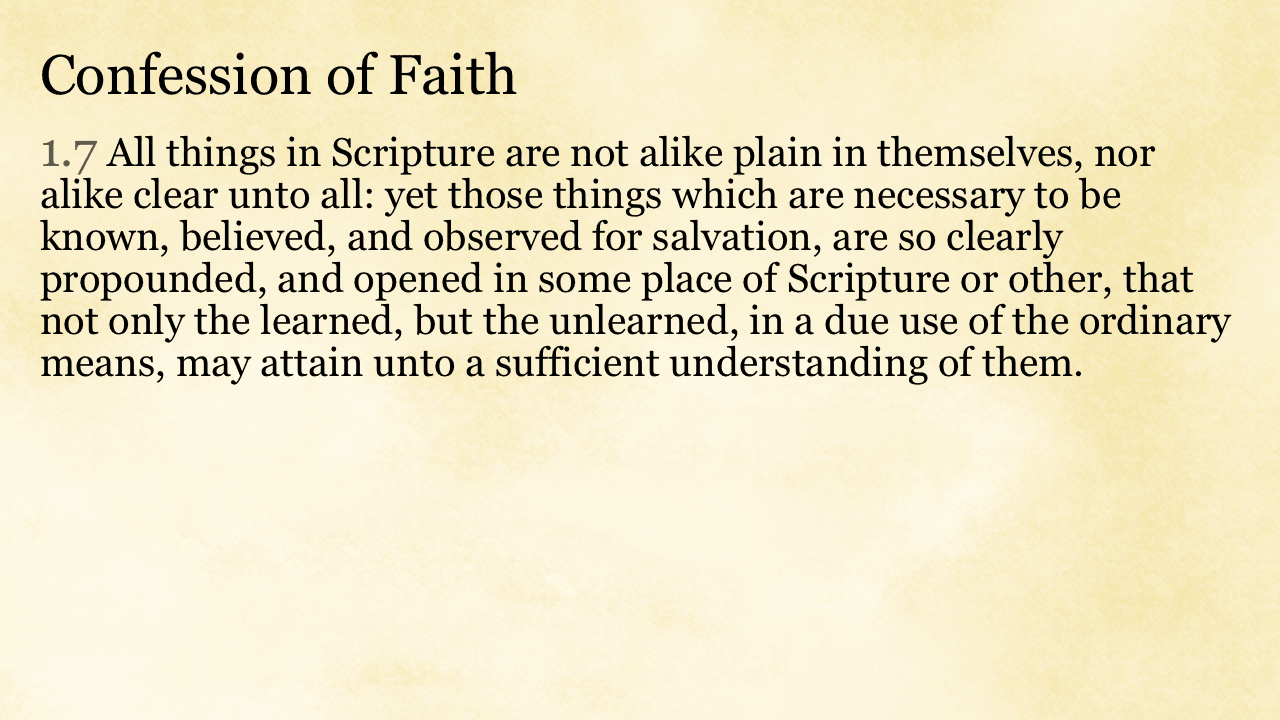 Confession of Faith
1.7 All things in Scripture are not alike plain in themselves, nor
alike clear unto all: yet those things which are necessary to be
known, believed, and observed for salvation, are so clearly
propounded, and opened in some place of Scripture or other, that
not only the learned, but the unlearned, in a due use of the ordinary
means, may attain unto a sufficient understanding of them.